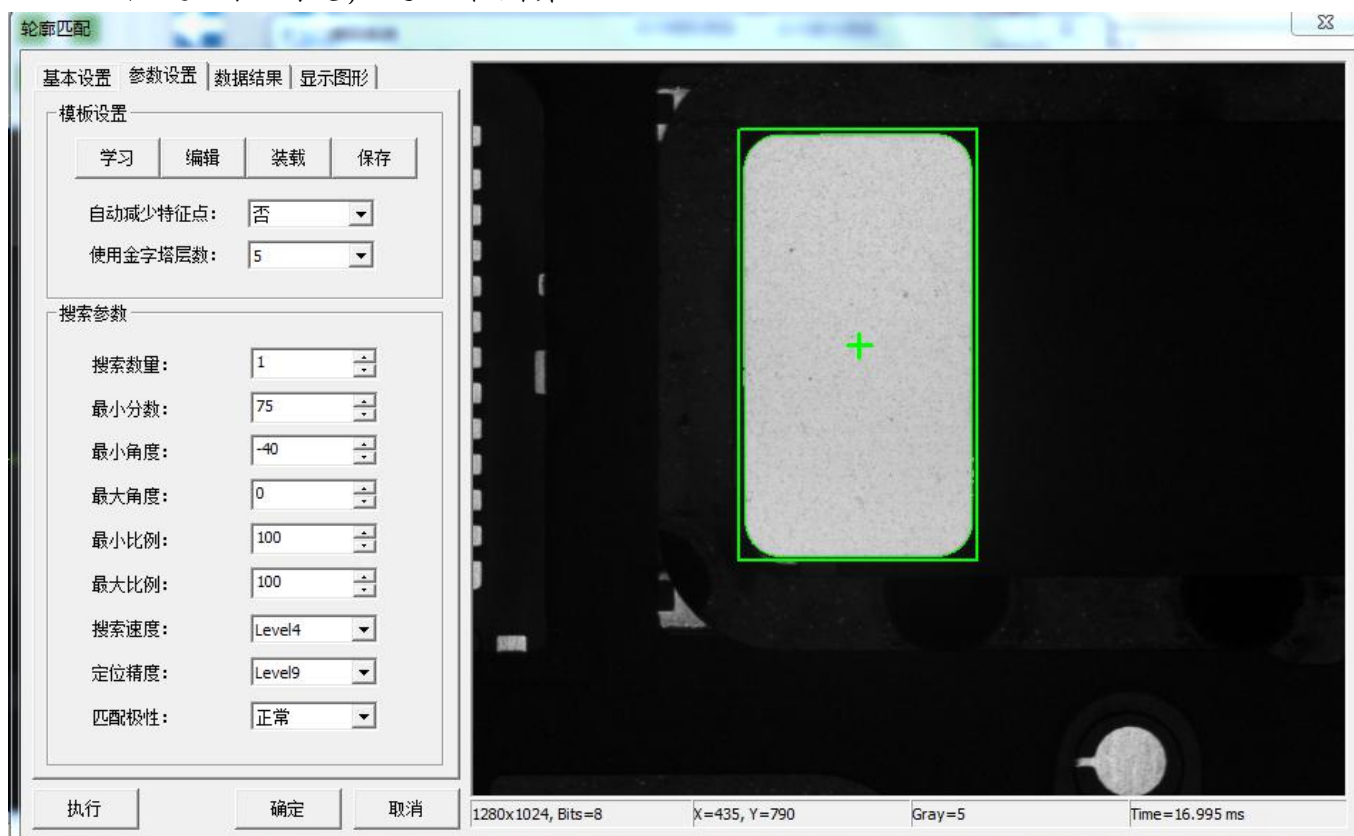 轮廓匹配
基本设置 参数设置 数据结果 显示图形
模板设置
学习 编辑 装载 保存
自动减少特征点: 否
使用金字塔层数: 5
搜索参数
搜索数量: 1
最小分数: 75
最小角度: -40
最大角度: 0
最小比例: 100
最大比例: 100
搜索速度: Level4
定位精度: Level9
匹配极性: 正常
执行 确定 取消
1280x1024, Bits=8 X=435, Y=790 Gray=5 Time=16.995 ms